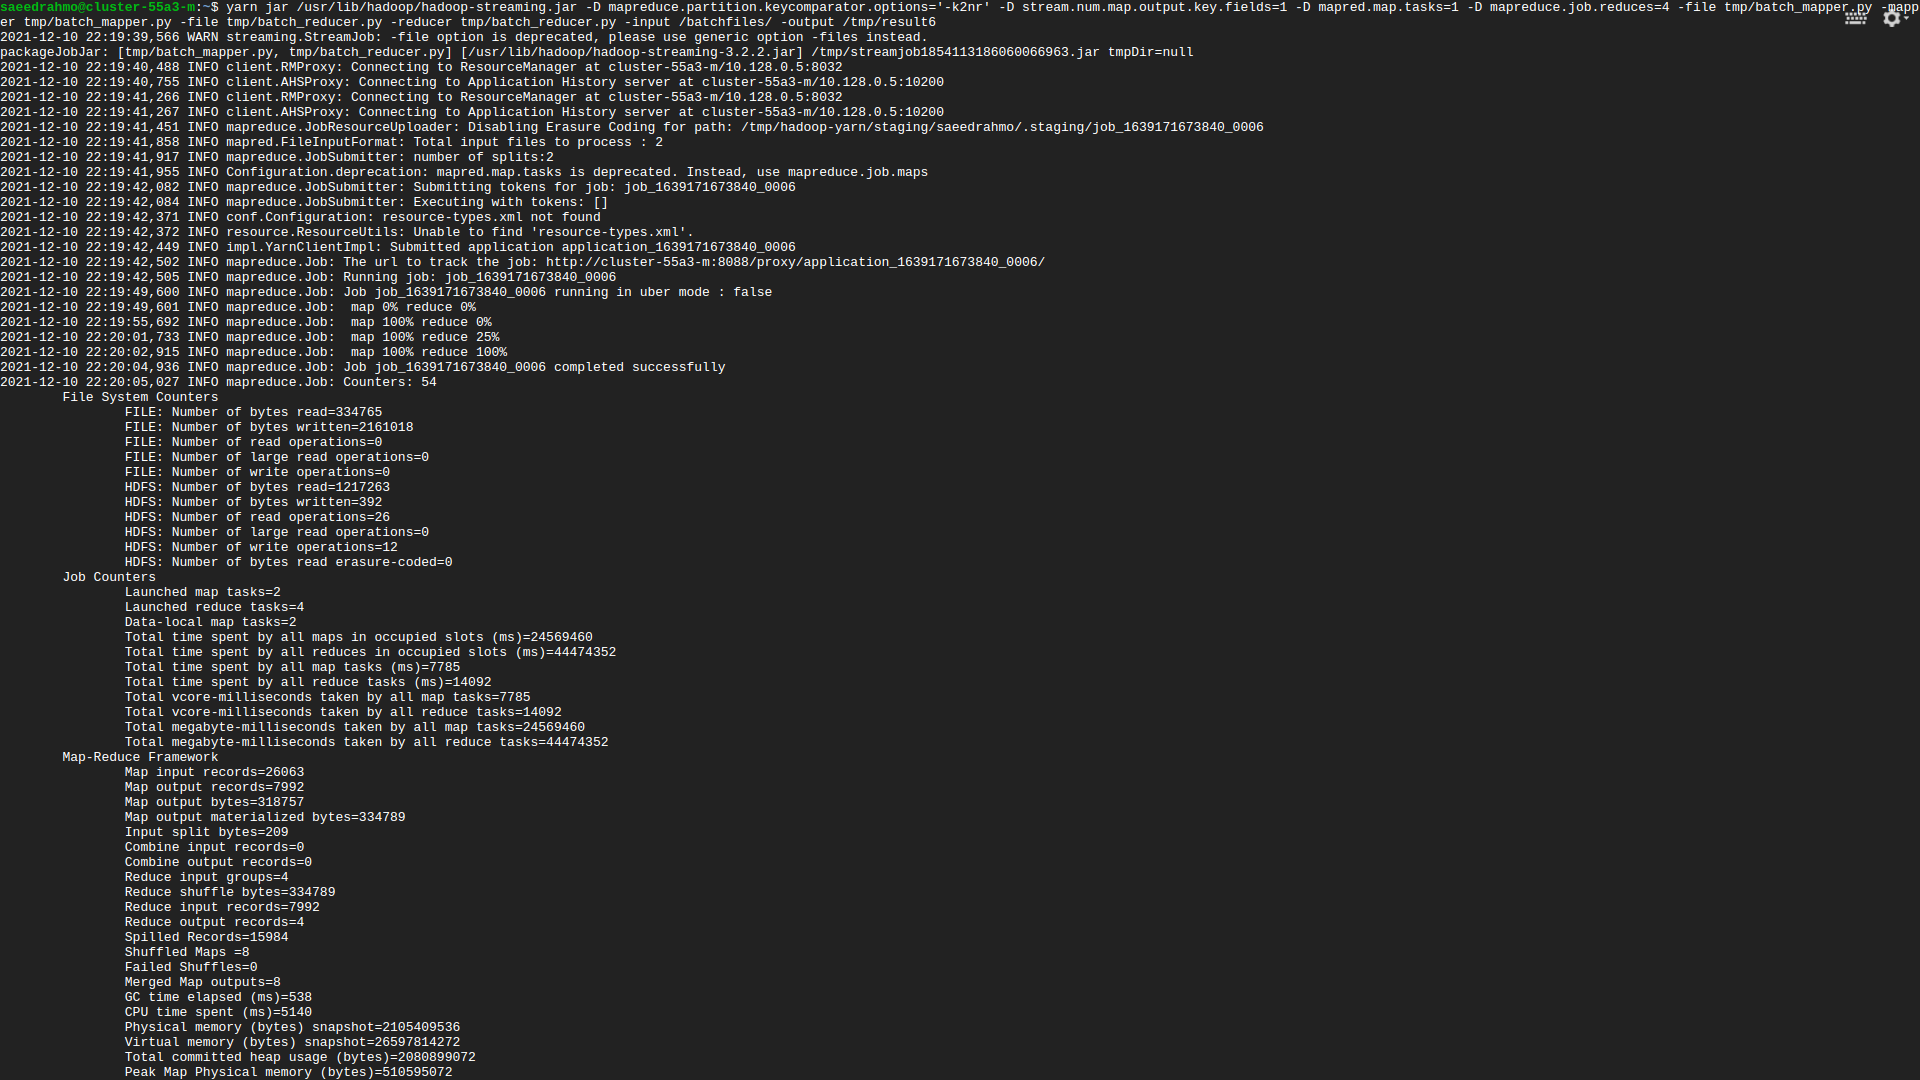 saeedrahmo@cluster-55a3-m:~$ yarn jar /usr/lib/hadoop/hadoop-streaming.jar -D mapreduce.partition.keycomparator.options='-k2nr' -D stream.num.map.output.key.fields=1 -D mapred.map.tasks=1 -D mapreduce.job.reduces=4 -file tmp/batch_mapper.py -mapp
er tmp/batch_mapper.py -file tmp/batch_reducer.py -reducer tmp/batch_reducer.py -input /batchfiles/ -output /tmp/result6
2021-12-10 22:19:39,566 WARN streaming.StreamJob: -file option is deprecated, please use generic option -files instead.
packageJobJar: [tmp/batch_mapper.py, tmp/batch_reducer.py] [/usr/lib/hadoop/hadoop-streaming-3.2.2.jar] /tmp/streamjob1854113186060066963.jar tmpDir=null
2021-12-10 22:19:40,488 INFO client.RMProxy: Connecting to ResourceManager at cluster-55a3-m/10.128.0.5:8032
2021-12-10 22:19:40,755 INFO client.AHSProxy: Connecting to Application History server at cluster-55a3-m/10.128.0.5:10200
2021-12-10 22:19:41,266 INFO client.RMProxy: Connecting to ResourceManager at cluster-55a3-m/10.128.0.5:8032
2021-12-10 22:19:41,267 INFO client.AHSProxy: Connecting to Application History server at cluster-55a3-m/10.128.0.5:10200
2021-12-10 22:19:41,451 INFO mapreduce.JobResourceUploader: Disabling Erasure Coding for path: /tmp/hadoop-yarn/staging/saeedrahmo/.staging/job_1639171673840_0006
2021-12-10 22:19:41,858 INFO mapred.FileInputFormat: Total input files to process : 2
2021-12-10 22:19:41,917 INFO mapreduce.JobSubmitter: number of splits:2
2021-12-10 22:19:41,955 INFO Configuration.deprecation: mapred.map.tasks is deprecated. Instead, use mapreduce.job.maps
2021-12-10 22:19:42,082 INFO mapreduce.JobSubmitter: Submitting tokens for job: job_1639171673840_0006
2021-12-10 22:19:42,084 INFO mapreduce.JobSubmitter: Executing with tokens: []
2021-12-10 22:19:42,371 INFO conf.Configuration: resource-types.xml not found
2021-12-10 22:19:42,372 INFO resource.ResourceUtils: Unable to find 'resource-types.xml'.
2021-12-10 22:19:42,449 INFO impl.YarnClientImpl: Submitted application application_1639171673840_0006
2021-12-10 22:19:42,502 INFO mapreduce.Job: The url to track the job: http://cluster-55a3-m:8088/proxy/application_1639171673840_0006/
2021-12-10 22:19:42,505 INFO mapreduce.Job: Running job: job_1639171673840_0006
2021-12-10 22:19:49,600 INFO mapreduce.Job: Job job_1639171673840_0006 running in uber mode : false
2021-12-10 22:19:49,601 INFO mapreduce.Job:  map 0% reduce 0%
2021-12-10 22:19:55,692 INFO mapreduce.Job:  map 100% reduce 0%
2021-12-10 22:20:01,733 INFO mapreduce.Job:  map 100% reduce 25%
2021-12-10 22:20:02,915 INFO mapreduce.Job:  map 100% reduce 100%
2021-12-10 22:20:04,936 INFO mapreduce.Job: Job job_1639171673840_0006 completed successfully
2021-12-10 22:20:05,027 INFO mapreduce.Job: Counters: 54
File System Counters
FILE: Number of bytes read=334765
FILE: Number of bytes written=2161018
FILE: Number of read operations=0
FILE: Number of large read operations=0
FILE: Number of write operations=0
HDFS: Number of bytes read=1217263
HDFS: Number of bytes written=392
HDFS: Number of read operations=26
HDFS: Number of large read operations=0
HDFS: Number of write operations=12
HDFS: Number of bytes read erasure-coded=0
Job Counters
Launched map tasks=2
Launched reduce tasks=4
Data-local map tasks=2
Total time spent by all maps in occupied slots (ms)=24569460
Total time spent by all reduces in occupied slots (ms)=44474352
Total time spent by all map tasks (ms)=7785
Total time spent by all reduce tasks (ms)=14092
Total vcore-milliseconds taken by all map tasks=7785
Total vcore-milliseconds taken by all reduce tasks=14092
Total megabyte-milliseconds taken by all map tasks=24569460
Total megabyte-milliseconds taken by all reduce tasks=44474352
Map-Reduce Framework
Map input records=26063
Map output records=7992
Map output bytes=318757
Map output materialized bytes=334789
Input split bytes=209
Combine input records=0
Combine output records=0
Reduce input groups=4
Reduce shuffle bytes=334789
Reduce input records=7992
Reduce output records=4
Spilled Records=15984
Shuffled Maps =8
Failed Shuffles=0
Merged Map outputs=8
GC time elapsed (ms)=538
CPU time spent (ms)=5140
Physical memory (bytes) snapshot=2105409536
Virtual memory (bytes) snapshot=26597814272
Total committed heap usage (bytes)=2080899072
Peak Map Physical memory (bytes)=510595072